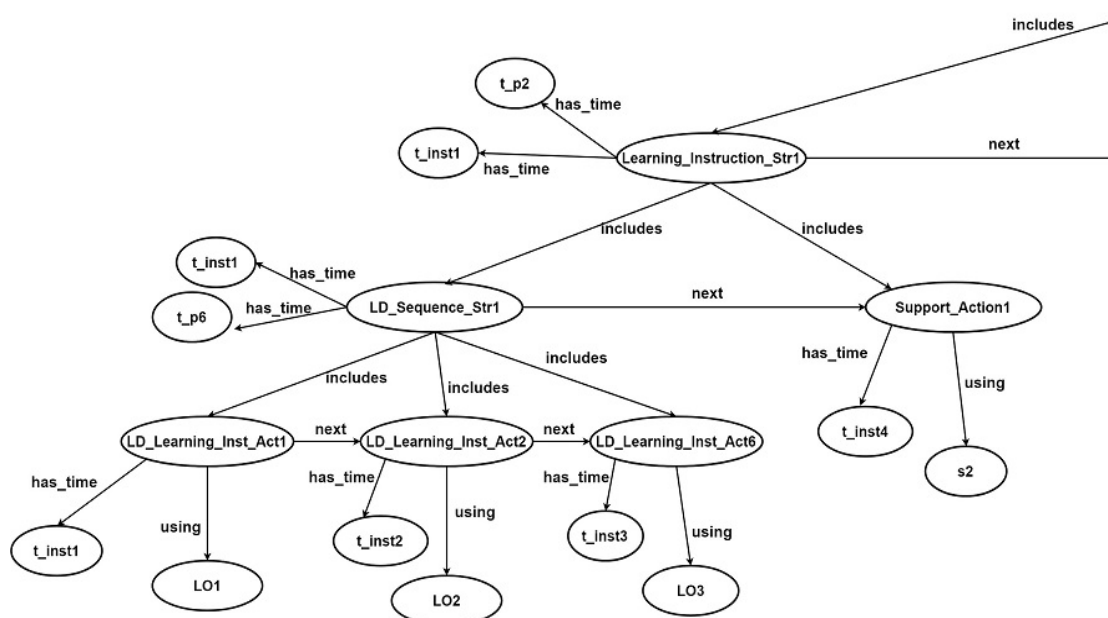 includes
t_p2
has_time
t_inst1
has_time
Learning_Instruction_Str1
next
includes
includes
t_inst1
has_time
t_p6
has_time
LD_Sequence_Str1
next
Support_Action1
has_time
using
includes
includes
includes
LD_Learning_Inst_Act1
next
LD_Learning_Inst_Act2
next
LD_Learning_Inst_Act6
t_inst4
s2
has_time
using
has_time
using
has_time
using
t_inst1
LO1
t_inst2
LO2
t_inst3
LO3